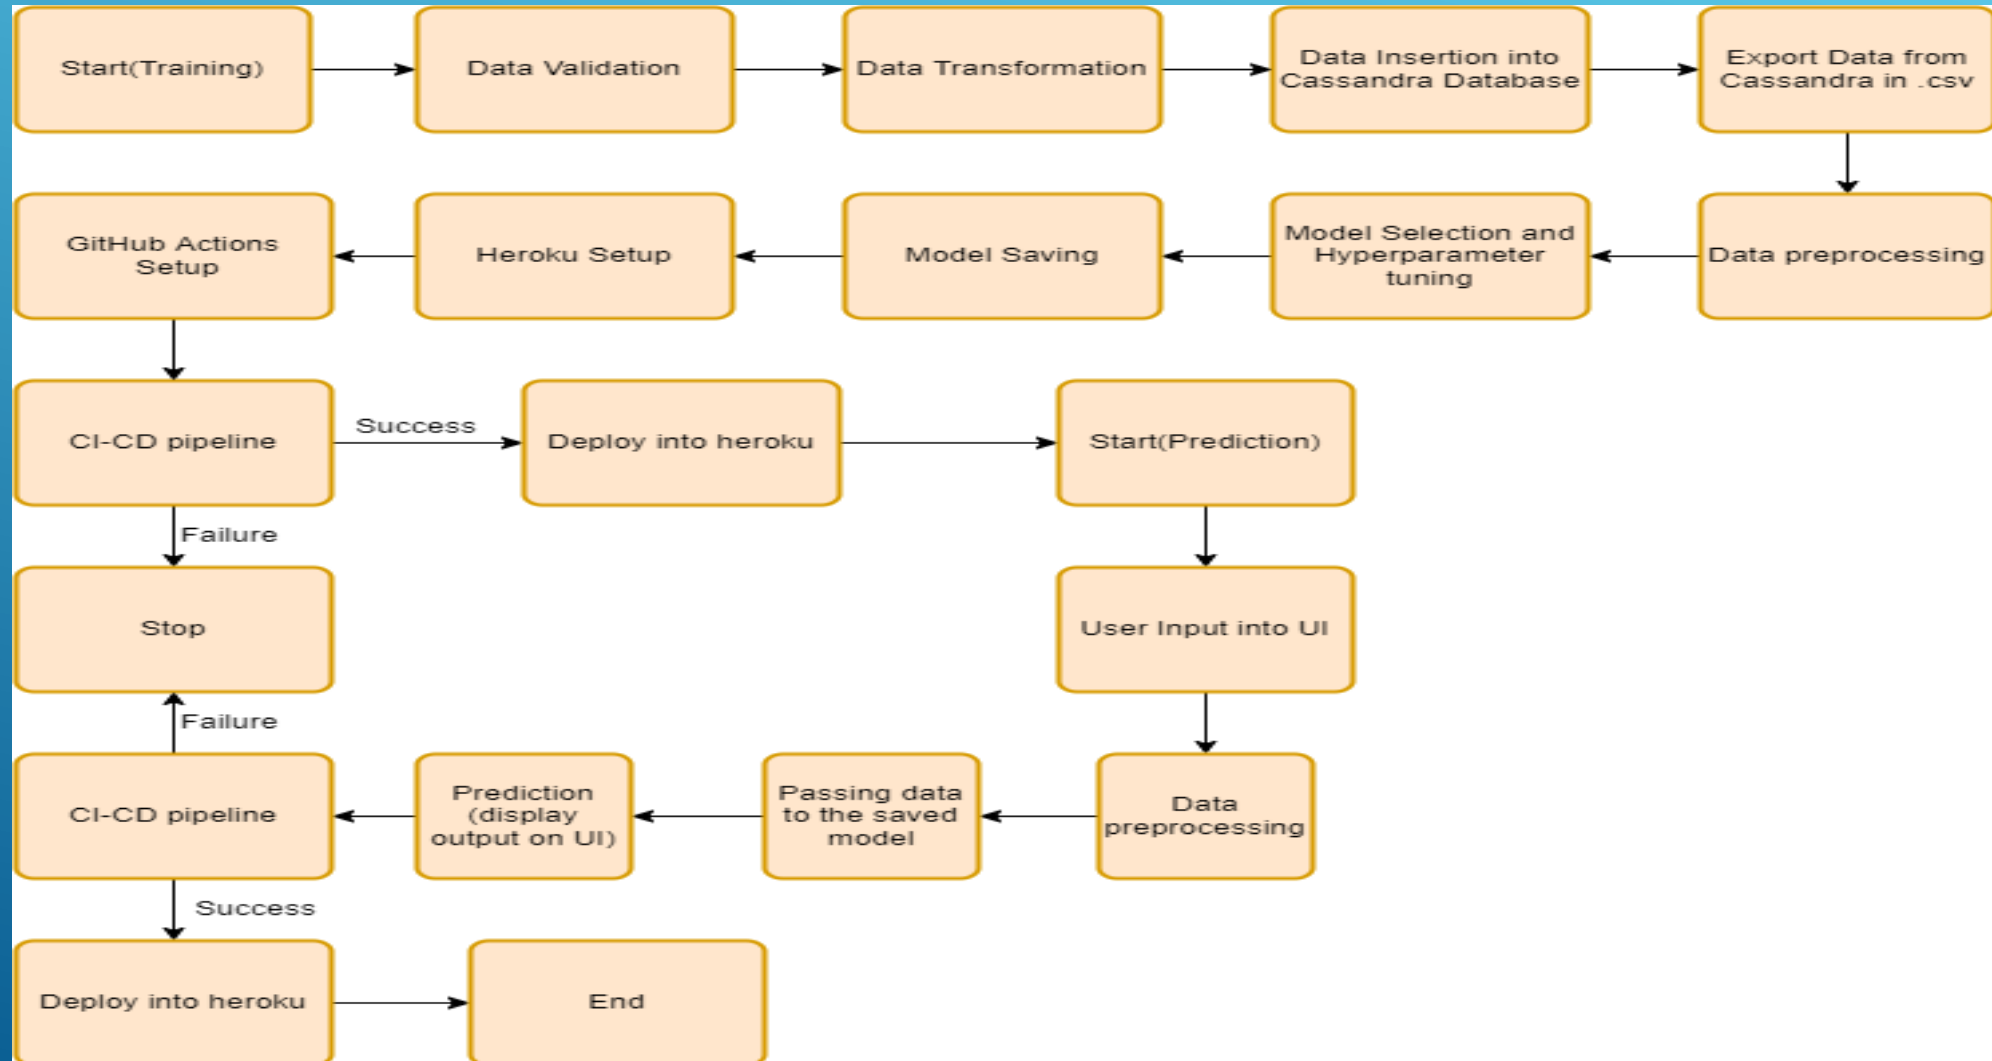 Start(Training)
Data Validation
Data Transformation
Data Insertion into
Cassandra Database
Export Data from
Cassandra in .csv
GitHub Actions
Setup
Heroku Setup
Model Saving
Model Selection and
Hyperparameter
tuning
Data preprocessing
CI-CD pipeline
Success
Deploy into heroku
Start(Prediction)
Failure
Stop
User Input into UI
Failure
CI-CD pipeline
Prediction
(display
output on UI)
Passing data
to the saved
model
Data
preprocessing
Success
Deploy into heroku
End